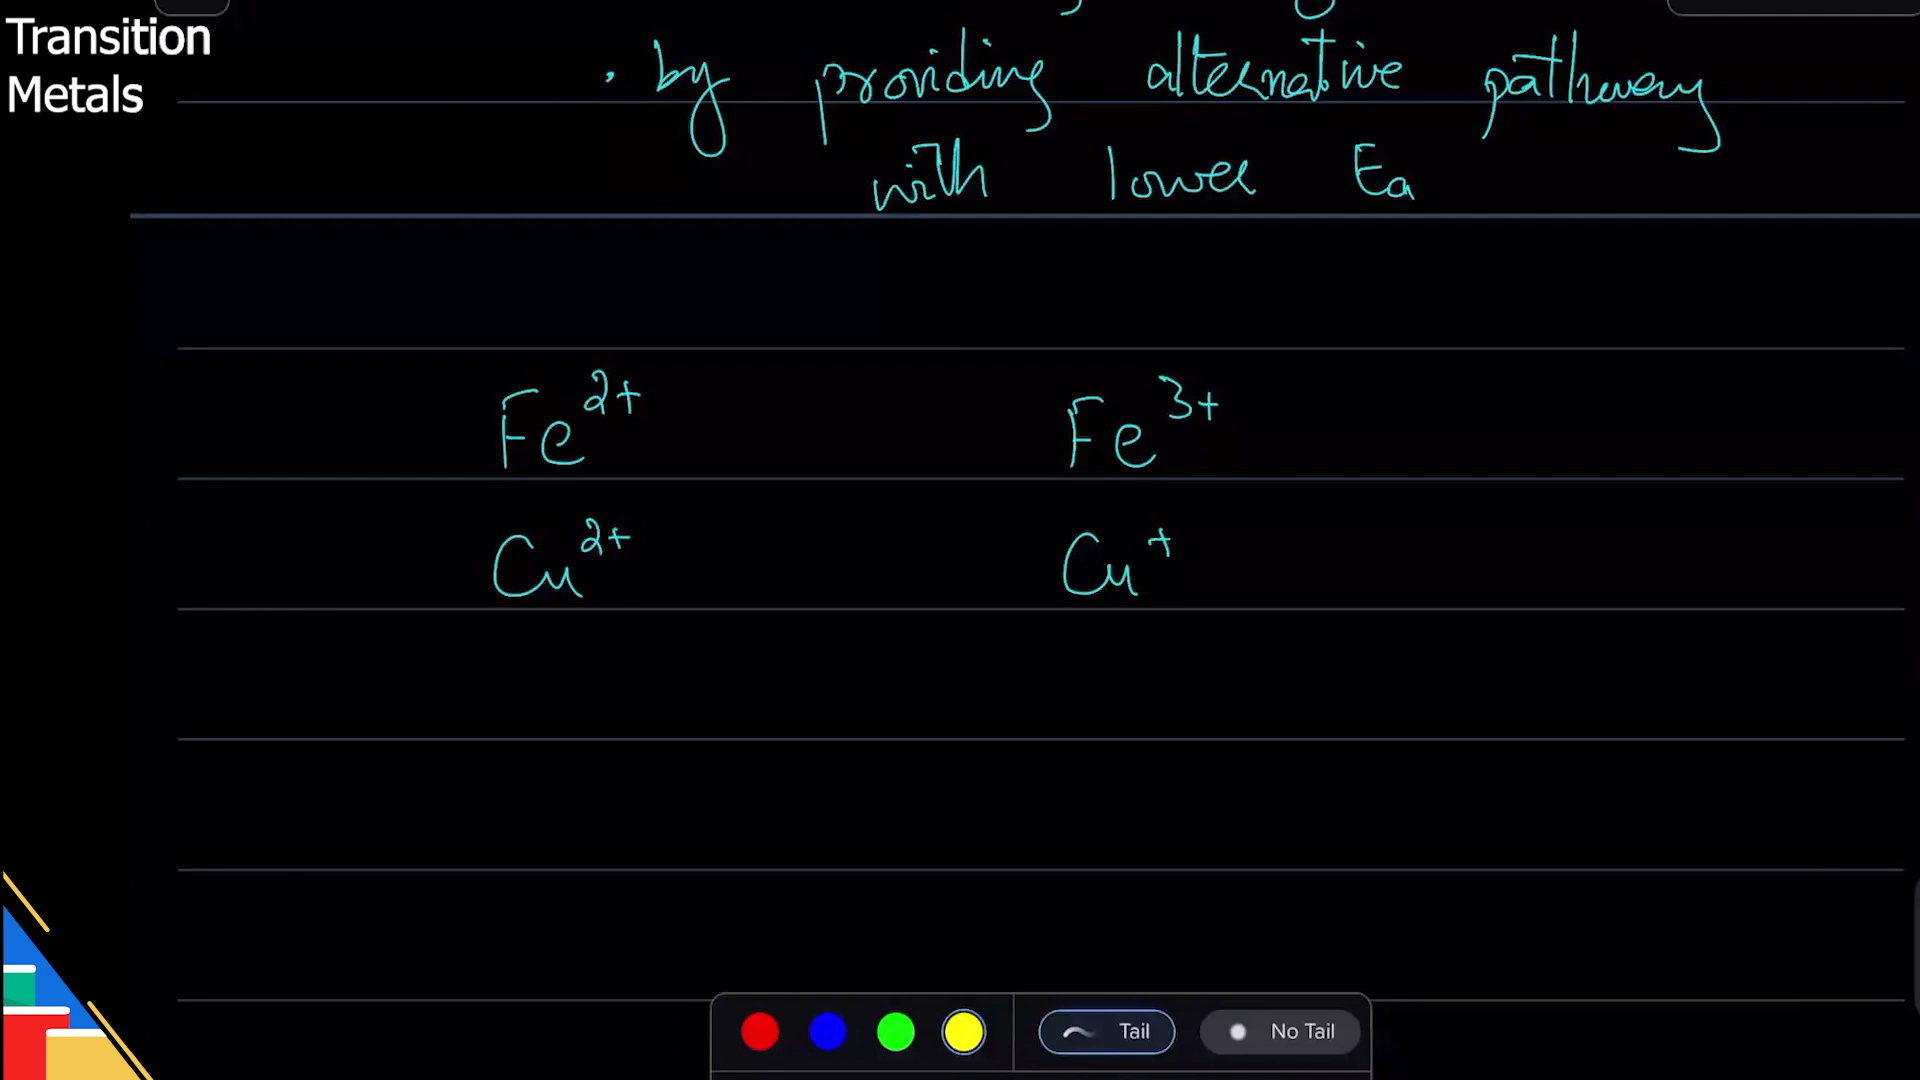 Transition
Metals
. by providing alternative pathway
with lower Ea
Fe²⁺ Fe³⁺
Cu²⁺ Cu⁺
Tail No Tail